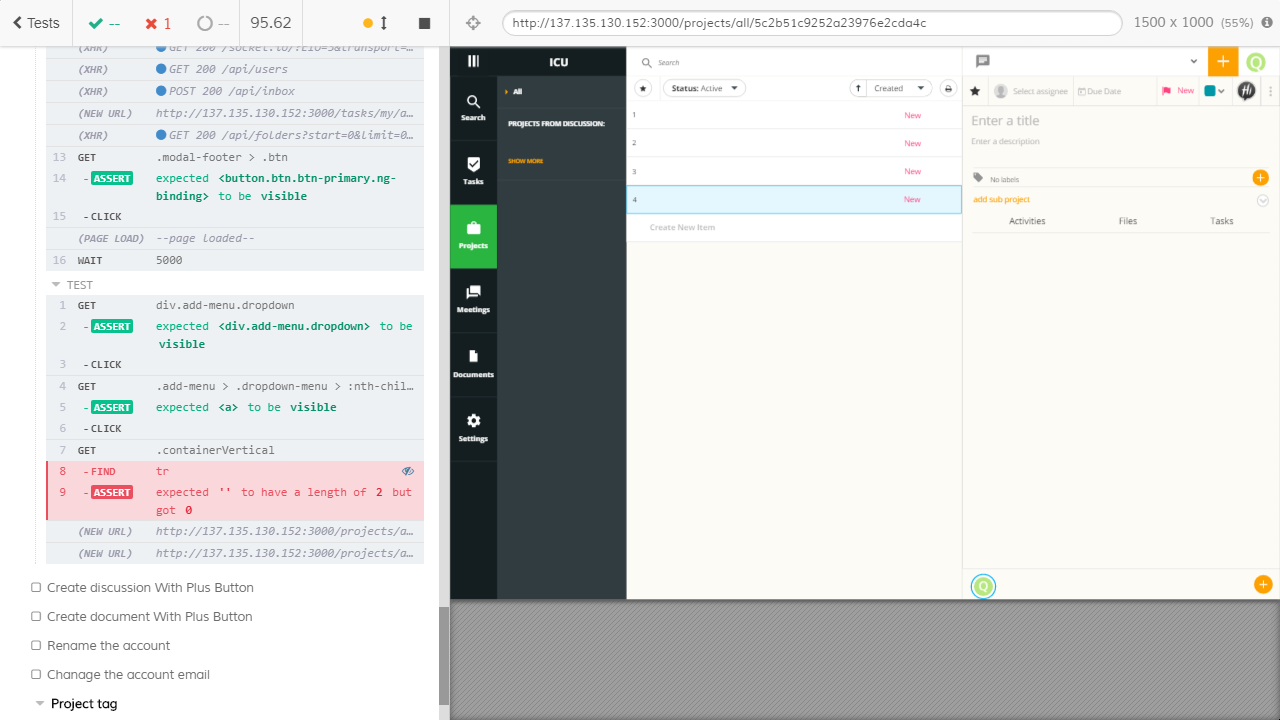 Tests
--
1
--
95.62
http://137.135.130.152:3000/projects/all/5c2b51c9252a23976e2cda4c
1500 x 1000 (55%)
(XHR) GET 200 /socket.io/?EIO=3&transport=…
(XHR) GET 200 /api/users
(XHR) POST 200 /api/inbox
(NEW URL) http://137.135.130.152:3000/tasks/my/a…
(XHR) GET 200 /api/folders?start=0&limit=0…
13 GET .modal-footer > .btn
14 - ASSERT expected <button.btn.btn-primary.ng-
binding> to be visible
15 - CLICK
(PAGE LOAD) --page loaded--
16 WAIT 5000
TEST
1 GET div.add-menu.dropdown
2 - ASSERT expected <div.add-menu.dropdown> to be
visible
3 - CLICK
4 GET .add-menu > .dropdown-menu > :nth-chil…
5 - ASSERT expected <a> to be visible
6 - CLICK
7 GET .containerVertical
8 - FIND tr
9 - ASSERT expected '' to have a length of 2 but
got 0
(NEW URL) http://137.135.130.152:3000/projects/a…
(NEW URL) http://137.135.130.152:3000/projects/a…
Create discussion With Plus Button
Create document With Plus Button
Rename the account
Chanage the account email
Project tag
ICU
Search
Tasks
Projects
Meetings
Documents
Settings
All
PROJECTS FROM DISCUSSION:
SHOW MORE
Search
Status: Active
Created
1 New
2 New
3 New
4 New
Create New Item
Q
Select assignee
Due Date
New
Enter a title
Enter a description
No labels
add sub project
Activities Files Tasks
Q